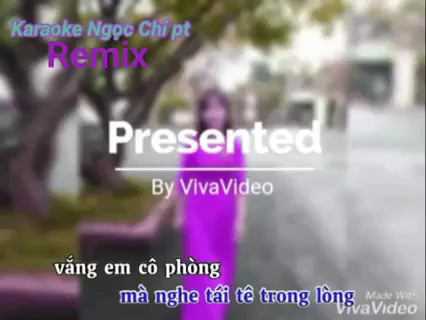 Karaoke Ngọc Chí pt
Remix
Presented
By VivaVideo
vắng em cô phòng
mà nghe tái tê trong lòng
Made With
VivaVideo